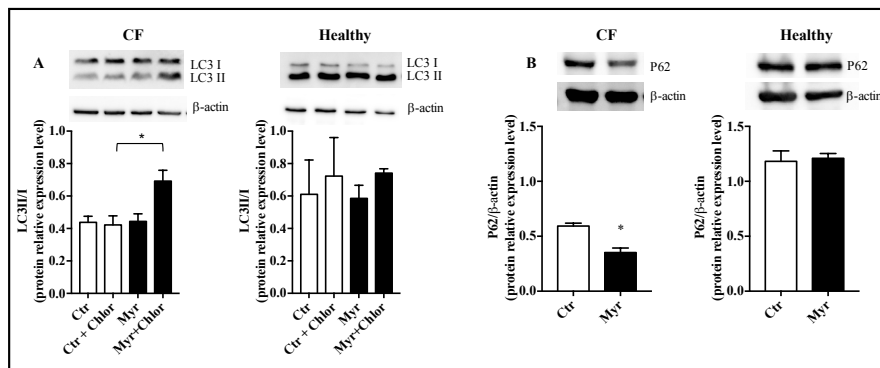 CF
Healthy
A
LC3 I
LC3 II
β-actin
LC3 I
LC3 II
β-actin
*
LC3II/I
(protein relative expression level)
1.0
0.8
0.6
0.4
0.2
0.0
Ctr
Ctr + Chlor
Myr
Myr+Chlor
LC3II/I
(protein relative expression level)
1.0
0.8
0.6
0.4
0.2
0.0
Ctr
Ctr + Chlor
Myr
Myr+Chlor
CF
Healthy
B
P62
β-actin
P62
β-actin
P62/β-actin
(protein relative expression level)
1.5
1.0
0.5
0.0
*
Ctr
Myr
P62/β-actin
(protein relative expression level)
1.5
1.0
0.5
0.0
Ctr
Myr